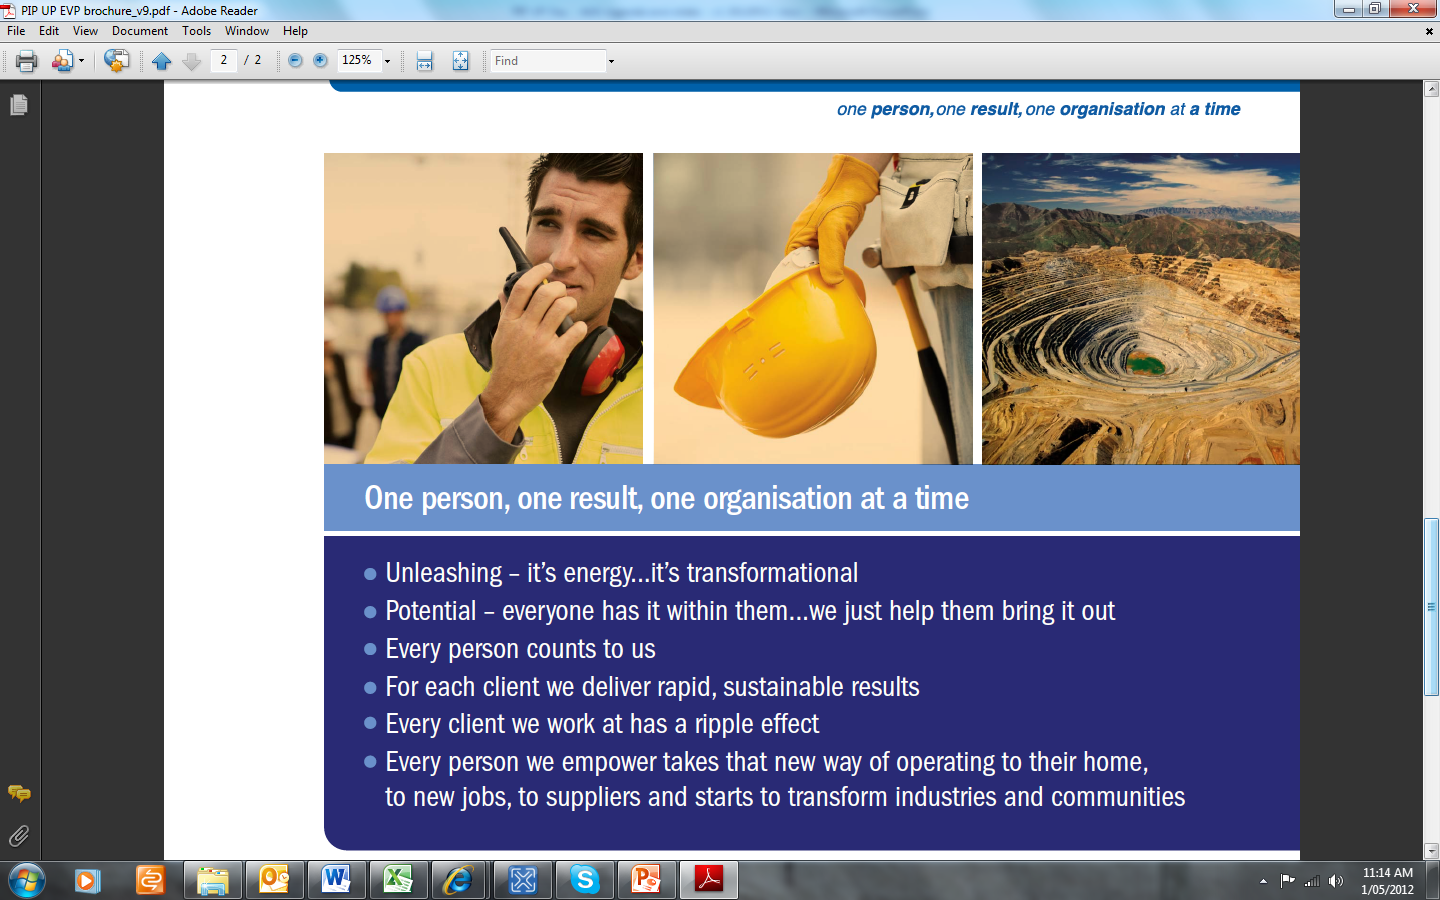 PIP UP EVP brochure_v9.pdf - Adobe Reader
File Edit View Document Tools Window Help
2 / 2 125% Find
one person, one result, one organisation at a time
One person, one result, one organisation at a time
Unleashing – it's energy...it's transformational
Potential – everyone has it within them...we just help them bring it out
Every person counts to us
For each client we deliver rapid, sustainable results
Every client we work at has a ripple effect
Every person we empower takes that new way of operating to their home,
to new jobs, to suppliers and starts to transform industries and communities
11:14 AM
1/05/2012